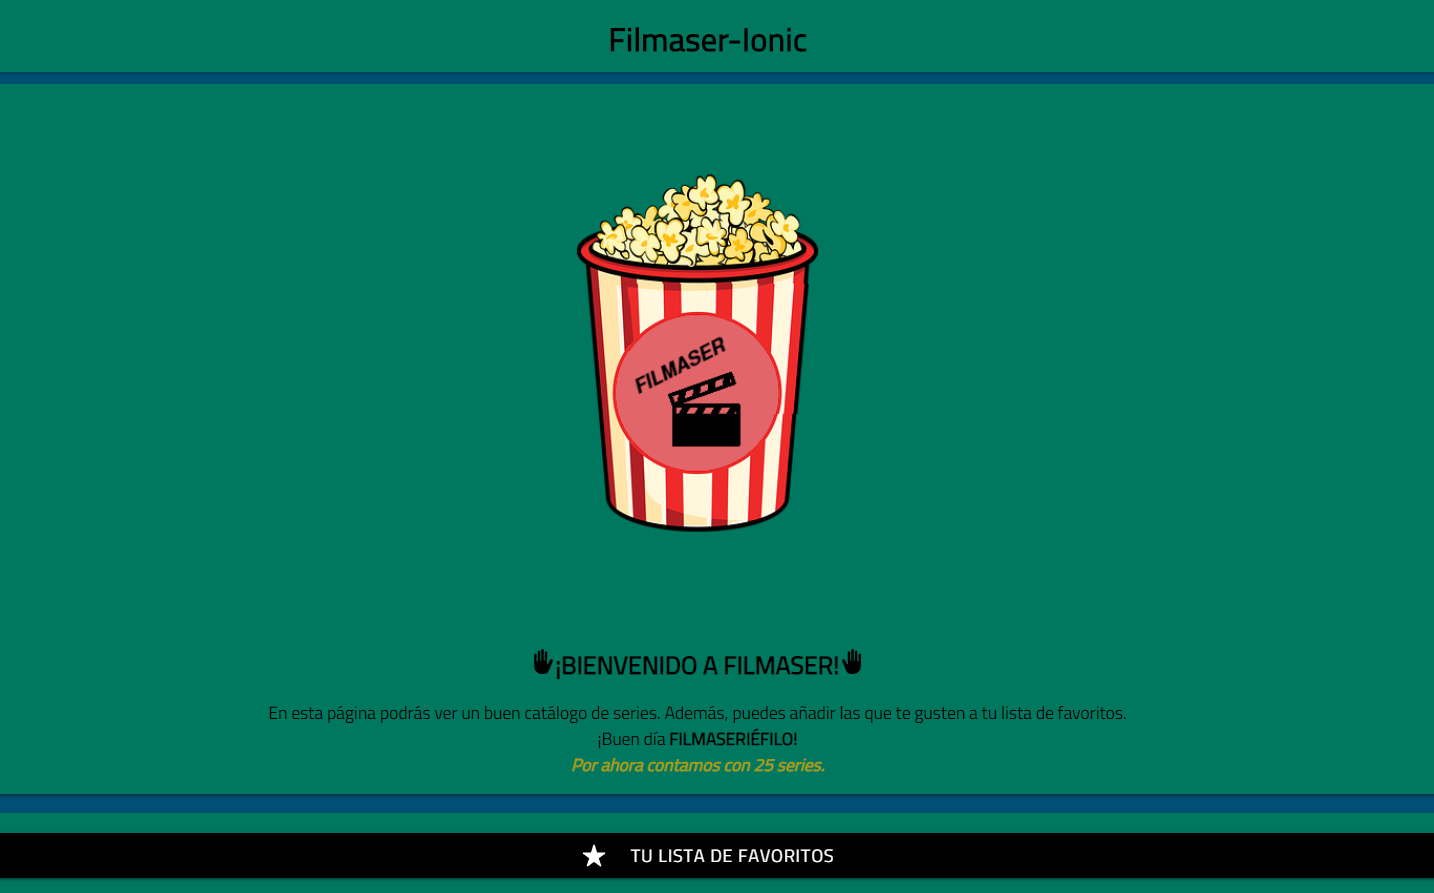 Filmaser-Ionic
FILMASER
¡BIENVENIDO A FILMASER!
En esta página podrás ver un buen catálogo de series. Además, puedes añadir las que te gusten a tu lista de favoritos.
¡Buen día FILMASERIÉFILO!
Por ahora contamos con 25 series.
TU LISTA DE FAVORITOS